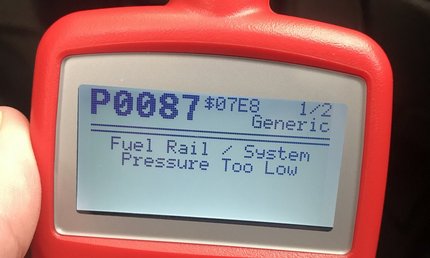 P0087 $07E8 1/2
Generic
Fuel Rail / System
Pressure Too Low